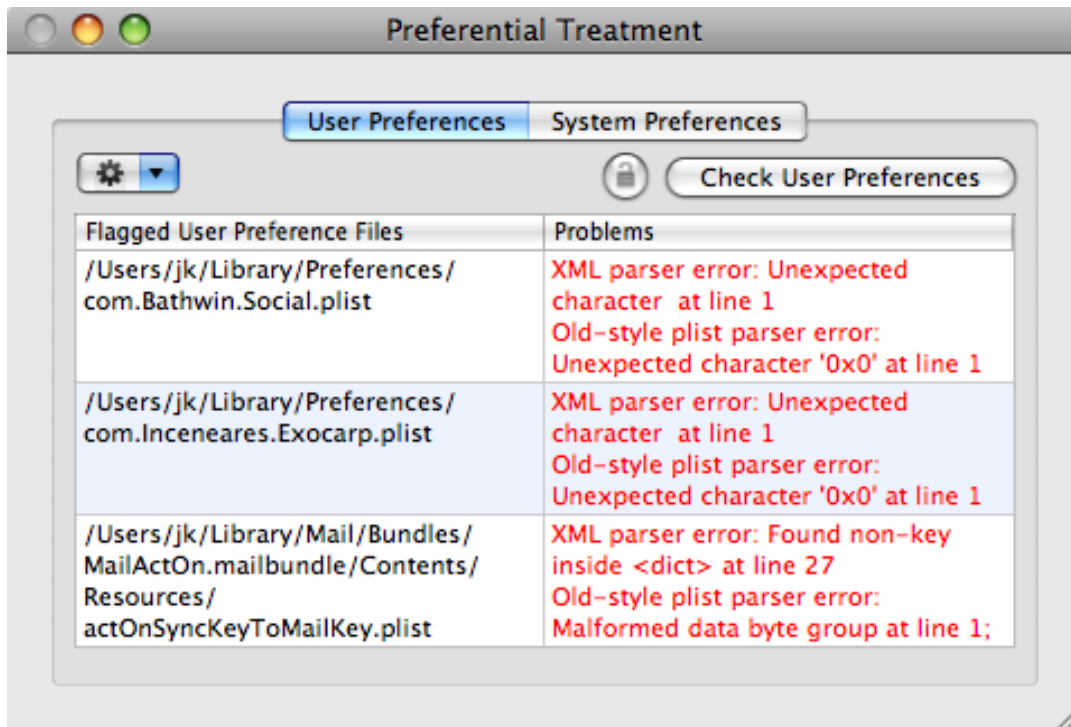 Preferential Treatment
User Preferences
System Preferences
Check User Preferences
Flagged User Preference Files
Problems
/Users/jk/Library/Preferences/
com.Bathwin.Social.plist
XML parser error: Unexpected
character  at line 1
Old-style plist parser error:
Unexpected character '0x0' at line 1
/Users/jk/Library/Preferences/
com.Inceneares.Exocarp.plist
XML parser error: Unexpected
character  at line 1
Old-style plist parser error:
Unexpected character '0x0' at line 1
/Users/jk/Library/Mail/Bundles/
MailActOn.mailbundle/Contents/
Resources/
actOnSyncKeyToMailKey.plist
XML parser error: Found non-key
inside <dict> at line 27
Old-style plist parser error:
Malformed data byte group at line 1;